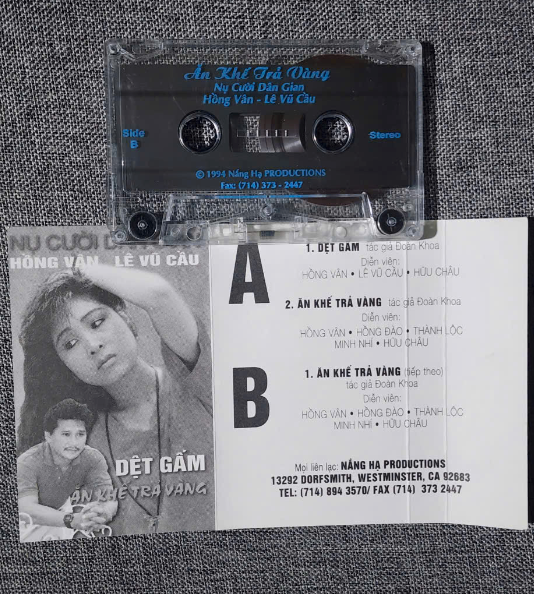 Ăn Khế Trả Vàng
Nụ Cười Dân Gian
Hồng Vân - Lê Vũ Cầu
Side
B
Stereo
© 1994 Nắng Hạ PRODUCTIONS
Fax: (714) 373 - 2447
NỤ CƯỜI D
HỒNG VÂN LÊ VŨ CẦU
DỆT GẤM
ĂN KHẾ TRẢ VÀNG
A
1. DỆT GẤM tác giả Đoàn Khoa
Diễn viên:
HỒNG VÂN • LÊ VŨ CẦU • HỮU CHÂU
2. ĂN KHẾ TRẢ VÀNG tác giả Đoàn Khoa
Diễn viên:
HỒNG VÂN • HỒNG ĐÀO • THÀNH LỘC
MINH NHÍ • HỮU CHÂU
B
1. ĂN KHẾ TRẢ VÀNG (tiếp theo)
tác giả Đoàn Khoa
Diễn viên:
HỒNG VÂN • HỒNG ĐÀO • THÀNH LỘC
MINH NHÍ • HỮU CHÂU
Mọi liên lạc: NẮNG HẠ PRODUCTIONS
13292 DORFSMITH, WESTMINSTER, CA 92683
TEL: (714) 894 3570/ FAX (714) 373 2447